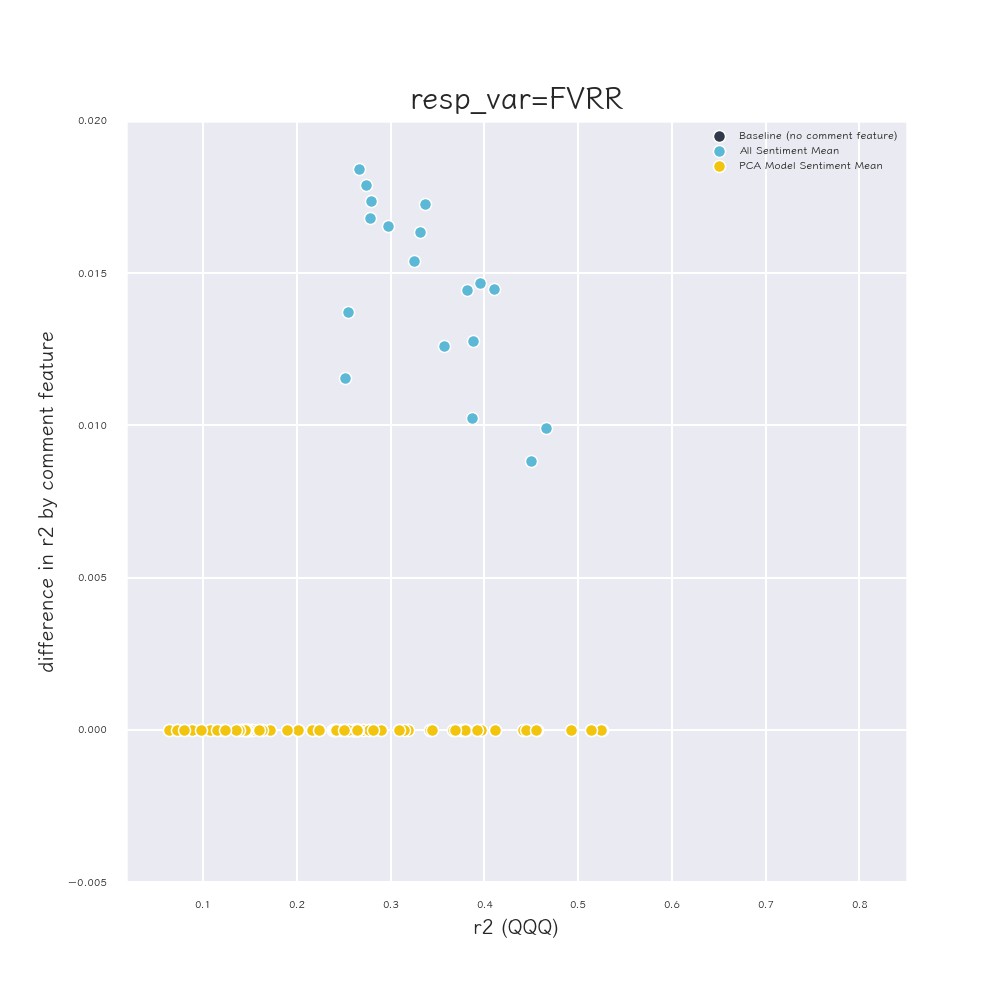 resp_var=FVRR
0.020
0.015
0.010
0.005
0.000
−0.005
difference in r2 by comment feature
Baseline (no comment feature)
All Sentiment Mean
PCA Model Sentiment Mean
0.1 0.2 0.3 0.4 0.5 0.6 0.7 0.8
r2 (QQQ)